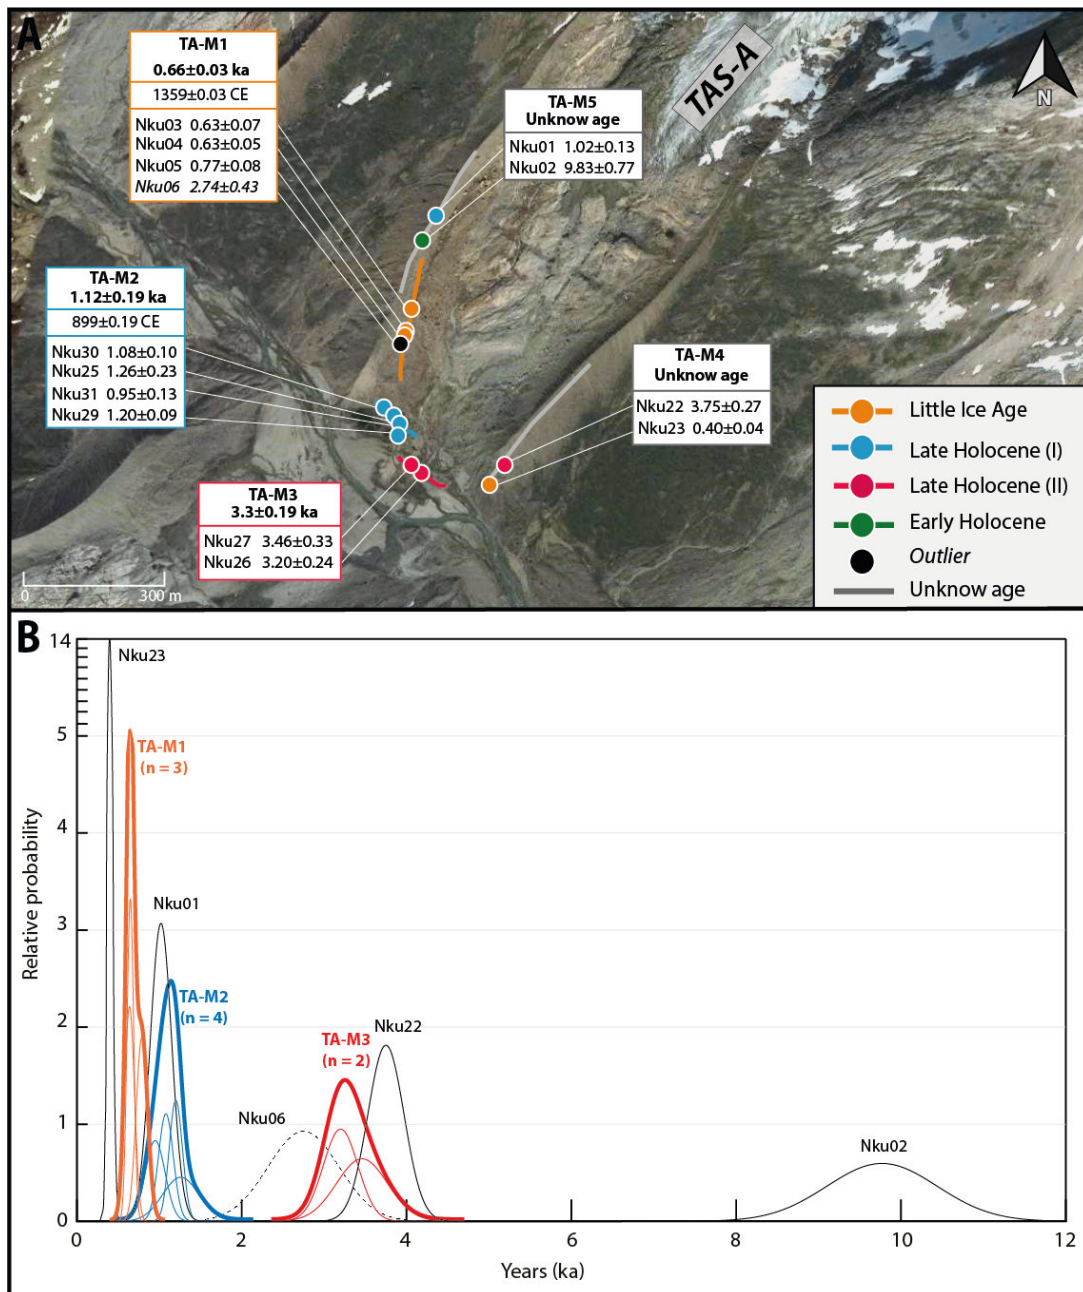 A
TA-M1
0.66±0.03 ka
1359±0.03 CE
Nku03 0.63±0.07
Nku04 0.63±0.05
Nku05 0.77±0.08
Nku06 2.74±0.43
TA-M5
Unknow age
Nku01 1.02±0.13
Nku02 9.83±0.77
TAS-A
N
TA-M2
1.12±0.19 ka
899±0.19 CE
Nku30 1.08±0.10
Nku25 1.26±0.23
Nku31 0.95±0.13
Nku29 1.20±0.09
TA-M4
Unknow age
Nku22 3.75±0.27
Nku23 0.40±0.04
TA-M3
3.3±0.19 ka
Nku27 3.46±0.33
Nku26 3.20±0.24
0 300 m
Little Ice Age
Late Holocene (I)
Late Holocene (II)
Early Holocene
Outlier
Unknow age
B
14
5
4
3
2
1
0
Relative probability
Nku23
TA-M1
(n = 3)
Nku01
TA-M2
(n = 4)
Nku06
TA-M3
(n = 2)
Nku22
Nku02
0 2 4 6 8 10 12
Years (ka)